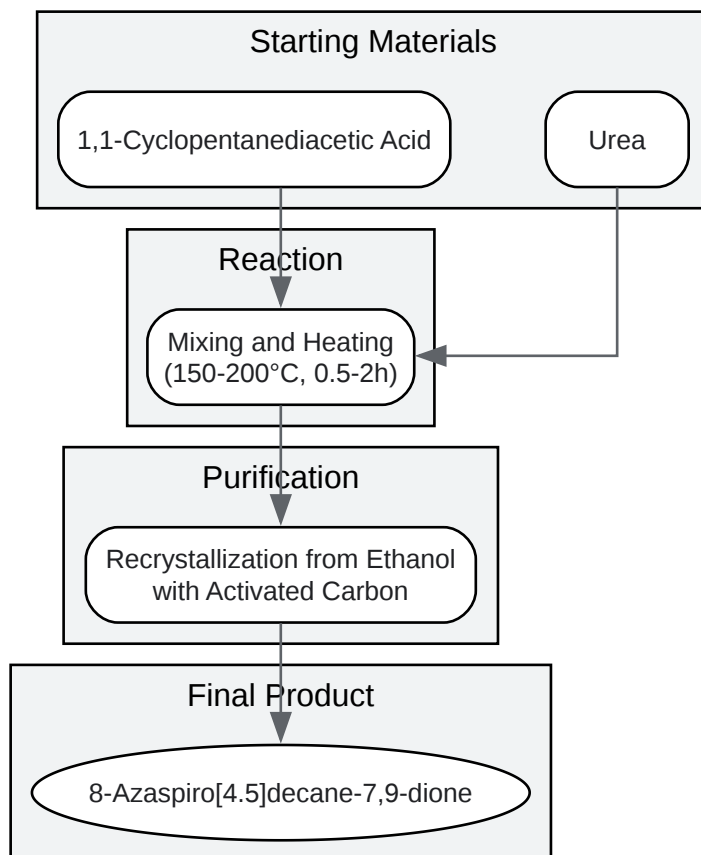 Starting Materials
1,1-Cyclopentanediacetic Acid
Urea
Reaction
Mixing and Heating
(150-200°C, 0.5-2h)
Purification
Recrystallization from Ethanol
with Activated Carbon
Final Product
8-Azaspiro[4.5]decane-7,9-dione